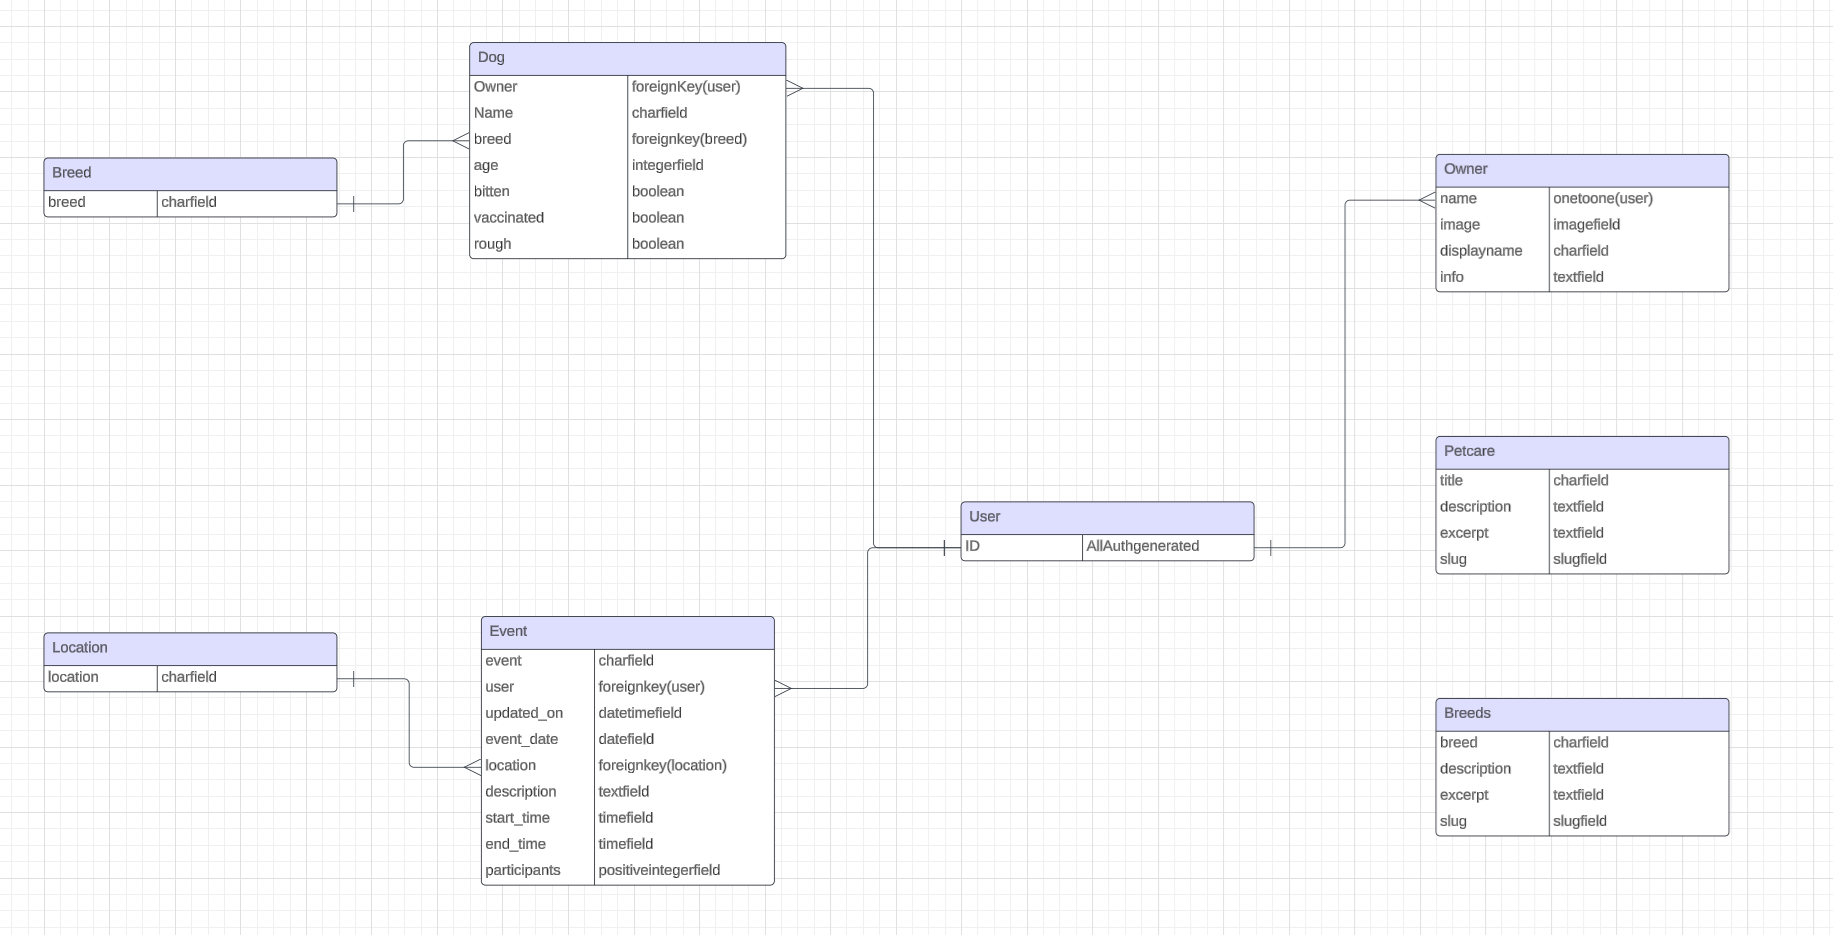 Dog
Owner foreignKey(user)
Name charfield
breed foreignkey(breed)
age integerfield
bitten boolean
vaccinated boolean
rough boolean
Breed
breed charfield
Owner
name onetoone(user)
image imagefield
displayname charfield
info textfield
Petcare
title charfield
description textfield
excerpt textfield
slug slugfield
User
ID AllAuthgenerated
Location
location charfield
Event
event charfield
user foreignkey(user)
updated_on datetimefield
event_date datefield
location foreignkey(location)
description textfield
start_time timefield
end_time timefield
participants positiveintegerfield
Breeds
breed charfield
description textfield
excerpt textfield
slug slugfield